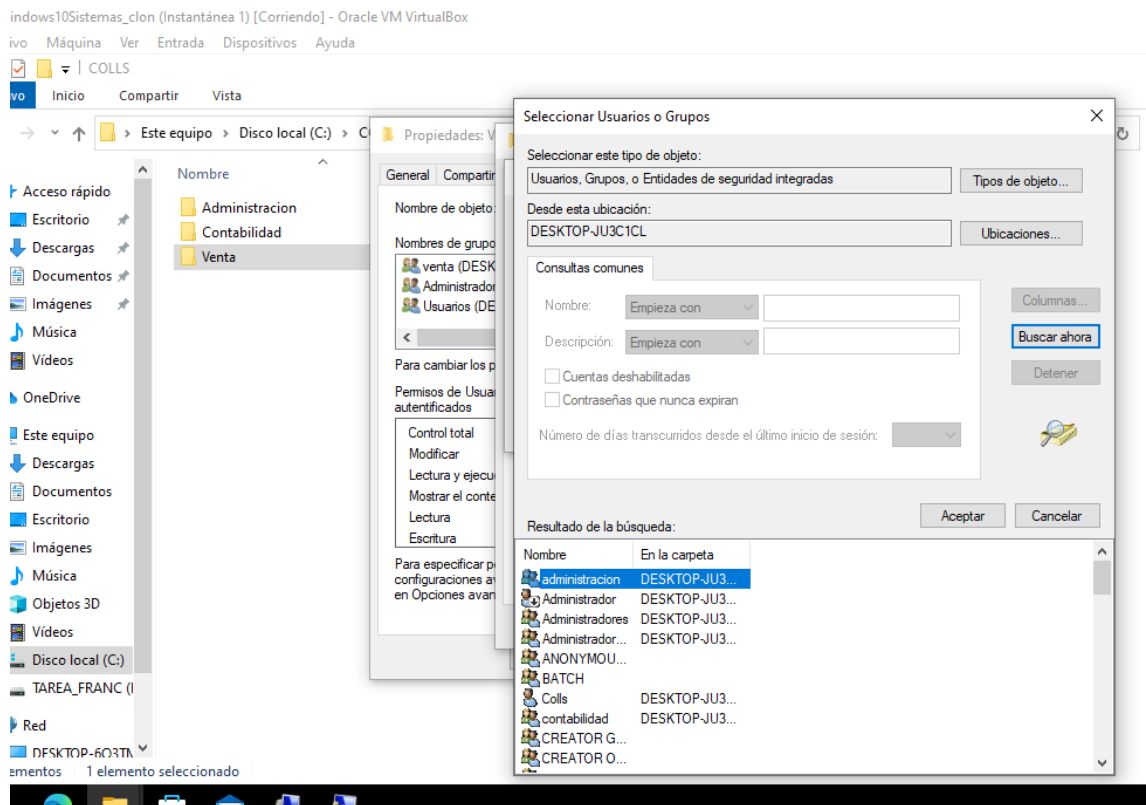 indows10Sistemas_clon (Instantánea 1) [Corriendo] - Oracle VM VirtualBox
ivo Máquina Ver Entrada Dispositivos Ayuda
COLLS
vo Inicio Compartir Vista
Este equipo > Disco local (C:) > C
Nombre
Administracion
Contabilidad
Venta
Acceso rápido
Escritorio
Descargas
Documentos
Imágenes
Música
Vídeos
OneDrive
Este equipo
Descargas
Documentos
Escritorio
Imágenes
Música
Objetos 3D
Vídeos
Disco local (C:)
TAREA_FRANC (
Red
DESKTOP-6O3TN
ementos 1 elemento seleccionado
Propiedades: V
General Compartir
Nombre de objeto:
Nombres de grupo
venta (DESK
Administrador
Usuarios (DE
Para cambiar los p
Permisos de Usua
autentificados
Control total
Modificar
Lectura y ejecu
Mostrar el conte
Lectura
Escritura
Para especificar p
configuraciones a
en Opciones avan
Seleccionar Usuarios o Grupos
Seleccionar este tipo de objeto:
Usuarios, Grupos, o Entidades de seguridad integradas Tipos de objeto...
Desde esta ubicación:
DESKTOP-JU3C1CL Ubicaciones...
Consultas comunes
Nombre: Empieza con
Descripción: Empieza con
Cuentas deshabilitadas
Contraseñas que nunca expiran
Número de días transcurridos desde el último inicio de sesión:
Columnas...
Buscar ahora
Detener
Aceptar Cancelar
Resultado de la búsqueda:
Nombre En la carpeta
administracion DESKTOP-JU3...
Administrador DESKTOP-JU3...
Administradores DESKTOP-JU3...
Administrador... DESKTOP-JU3...
ANONYMOU...
BATCH
Colls DESKTOP-JU3...
contabilidad DESKTOP-JU3...
CREATOR G...
CREATOR O...